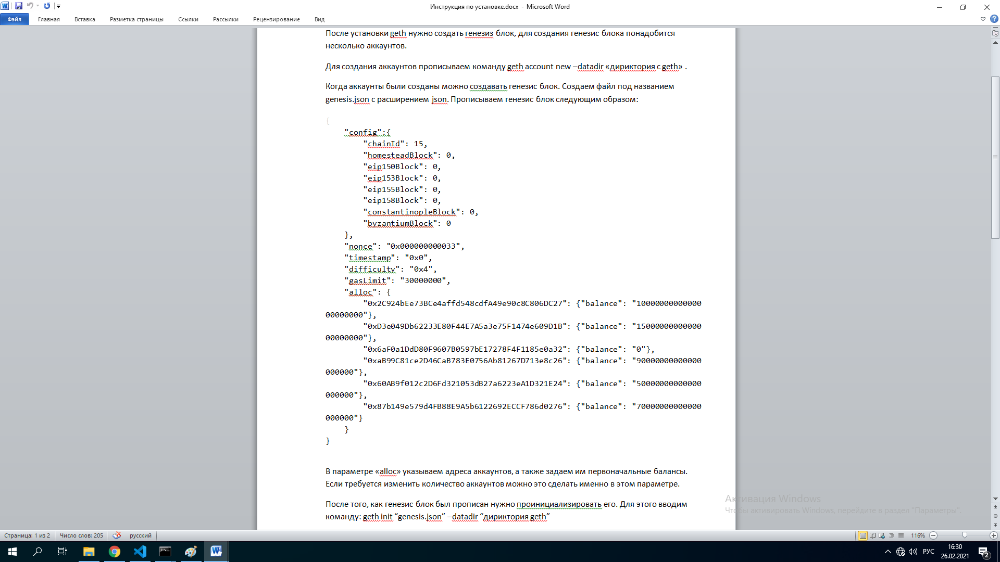 Инструкция по установке.docx - Microsoft Word
Файл Главная Вставка Разметка страницы Ссылки Рассылки Рецензирование Вид
После установки geth нужно создать генезиз блок, для создания генезис блока понадобится
несколько аккаунтов.
Для создания аккаунтов прописываем команду geth account new –datadir «дириктория с geth» .
Когда аккаунты были созданы можно создавать генезис блок. Создаем файл под названием
genesis.json с расширением json. Прописываем генезис блок следующим образом:
{
"config":{
"chainId": 15,
"homesteadBlock": 0,
"eip150Block": 0,
"eip153Block": 0,
"eip155Block": 0,
"eip158Block": 0,
"constantinopleBlock": 0,
"byzantiumBlock": 0
},
"nonce": "0x000000000033",
"timestamp": "0x0",
"difficulty": "0x4",
"gasLimit": "30000000",
"alloc": {
"0x2C924bEe73BCe4affd548cdfA49e90c8C806DC27": {"balance": "10000000000000
00000000"},
"0xD3e049Db62233E80F44E7A5a3e75F1474e609D1B": {"balance": "15000000000000
00000000"},
"0x6aF0a1DdD80F9607B0597bE17278F4F1185e0a32": {"balance": "0"},
"0xaB99C81ce2D46CaB783E0756Ab81267D713e8c26": {"balance": "90000000000000
000000"},
"0x60AB9f012c2D6Fd321053dB27a6223eA1D321E24": {"balance": "50000000000000
000000"},
"0x87b149e579d4FB88E9A5b6122692ECCF786d0276": {"balance": "70000000000000
000000"}
}
}
В параметре «alloc» указываем адреса аккаунтов, а также задаем им первоначальные балансы.
Если требуется изменить количество аккаунтов можно это сделать именно в этом параметре.
После того, как генезис блок был прописан нужно проинициализировать его. Для этого вводим
команду: geth init “genesis.json” –datadir “дириктория geth”
Активация Windows
Чтобы активировать Windows, перейдите в раздел "Параметры".
Страница: 1 из 2 Число слов: 205 русский 116%
РУС 16:30
26.02.2021 2